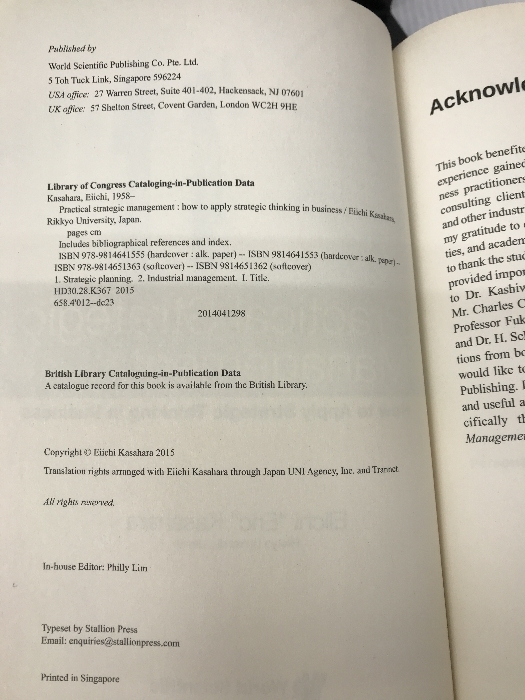 Published by
World Scientific Publishing Co. Pte. Ltd.
5 Toh Tuck Link, Singapore 596224
USA office: 27 Warren Street, Suite 401-402, Hackensack, NJ 07601
UK office: 57 Shelton Street, Covent Garden, London WC2H 9HE
Library of Congress Cataloging-in-Publication Data
Kasahara, Eiichi, 1958–
Practical strategic management : how to apply strategic thinking in business / Eiichi Kasahara,
Rikkyo University, Japan.
pages cm
Includes bibliographical references and index.
ISBN 978-9814641555 (hardcover : alk. paper) -- ISBN 9814641553 (hardcover : alk. paper) --
ISBN 978-9814651363 (softcover) -- ISBN 9814651362 (softcover)
1. Strategic planning. 2. Industrial management. I. Title.
HD30.28.K367 2015
658.4'012--dc23
2014041298
British Library Cataloguing-in-Publication Data
A catalogue record for this book is available from the British Library.
Copyright © Eiichi Kasahara 2015
Translation rights arranged with Eiichi Kasahara through Japan UNI Agency, Inc. and Trannet
All rights reserved.
In-house Editor: Philly Lim
Typeset by Stallion Press
Email: enquiries@stallionpress.com
Printed in Singapore
Acknowle
This book benefite
experience gained
ness practitioners
consulting client
and other industr
my gratitude to
ties, and academ
to thank the stud
provided impor
to Dr. Kashiv
Mr. Charles C
Professor Fuk
and Dr. H. Sc
tions from bo
would like to
Publishing.
and useful a
cifically th
Managemen